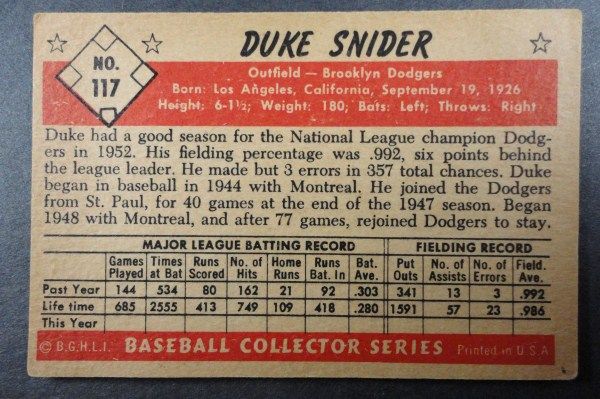 DUKE SNIDER
NO.
117
Outfield — Brooklyn Dodgers
Born: Los Angeles, California, September 19, 1926
Height: 6-1½; Weight: 180; Bats: Left; Throws: Right
Duke had a good season for the National League champion Dodg-
ers in 1952. His fielding percentage was .992, six points behind
the league leader. He made but 3 errors in 357 total chances. Duke
began in baseball in 1944 with Montreal. He joined the Dodgers
from St. Paul, for 40 games at the end of the 1947 season. Began
1948 with Montreal, and after 77 games, rejoined Dodgers to stay.
MAJOR LEAGUE BATTING RECORD FIELDING RECORD
Games Times Runs No. of Home Runs Bat. Put No. of No. of Field.
Played at Bat Scored Hits Runs Bat. In Ave. Outs Assists Errors Ave.
Past Year 144 534 80 162 21 92 .303 341 13 3 .992
Life time 685 2555 413 749 109 418 .280 1591 57 23 .986
This Year
© B.G.H.L.I. BASEBALL COLLECTOR SERIES Printed in U.S.A